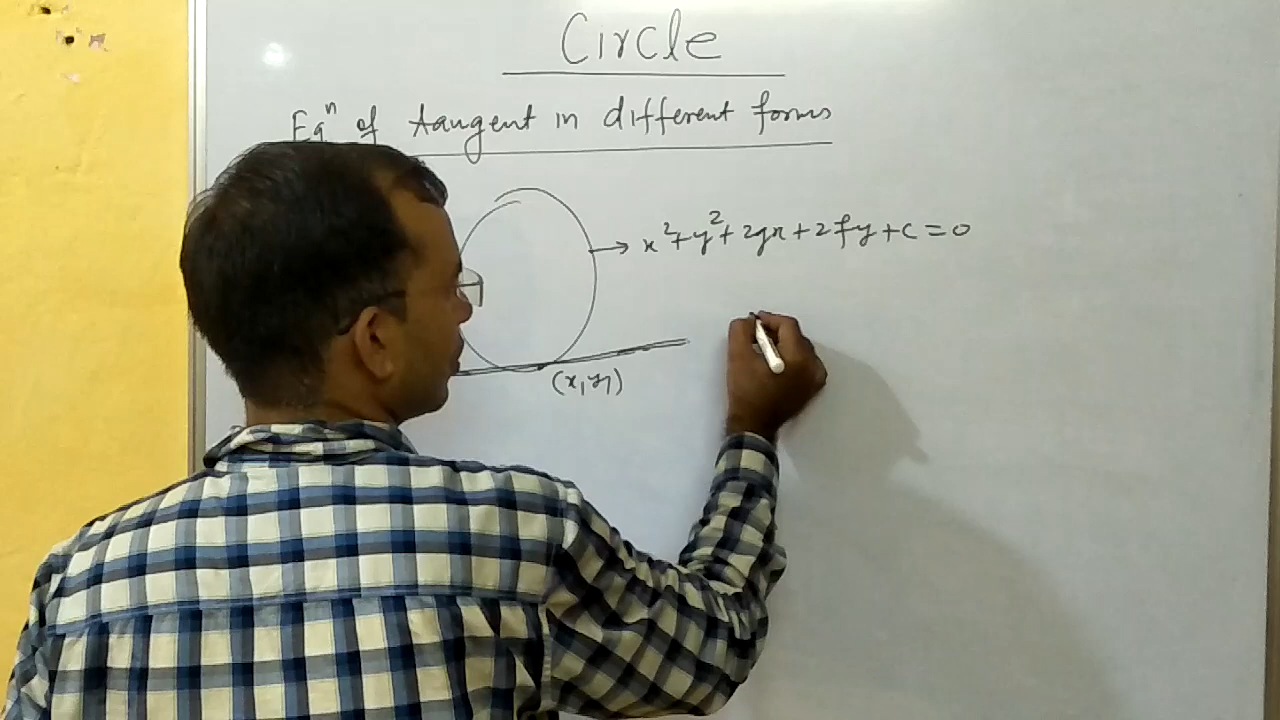 Circle
Eqⁿ of tangent in different forms
x²+y²+2gx+2fy+c=0
(x₁,y₁)